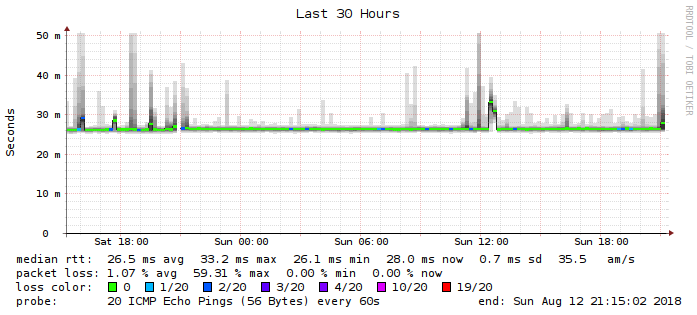 Last 30 Hours
RRDTOOL / TOBI OETIKER
Seconds
50 m
40 m
30 m
20 m
10 m
0
Sat 18:00 Sun 00:00 Sun 06:00 Sun 12:00 Sun 18:00
median rtt: 26.5 ms avg 33.2 ms max 26.1 ms min 28.0 ms now 0.7 ms sd 35.5 am/s
packet loss: 1.07 % avg 59.31 % max 0.00 % min 0.00 % now
loss color: 0 1/20 2/20 3/20 4/20 10/20 19/20
probe: 20 ICMP Echo Pings (56 Bytes) every 60s end: Sun Aug 12 21:15:02 2018